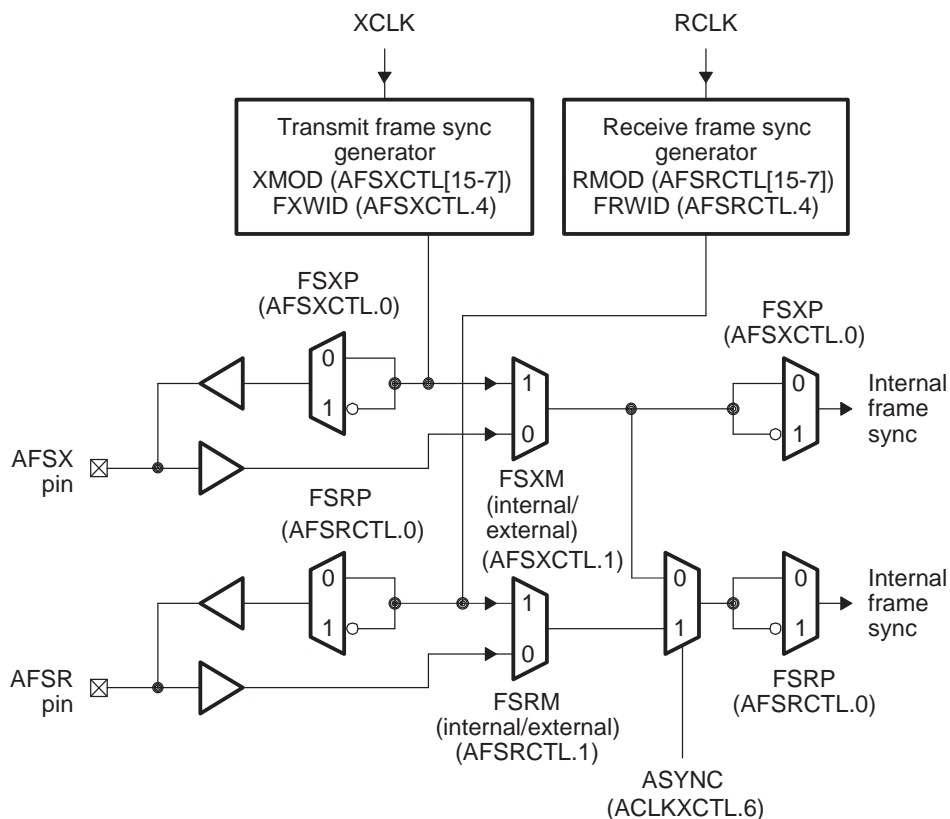 XCLK
RCLK
Transmit frame sync
generator
XMOD (AFSXCTL[15-7])
FXWID (AFSXCTL.4)
Receive frame sync
generator
RMOD (AFSRCTL[15-7])
FRWID (AFSRCTL.4)
FSXP
(AFSXCTL.0)
FSXP
(AFSXCTL.0)
0
1
1
0
0
1
Internal
frame
sync
AFSX
pin
FSXM
(internal/
external)
(AFSXCTL.1)
FSRP
(AFSRCTL.0)
0
1
1
0
0
1
0
1
Internal
frame
sync
AFSR
pin
FSRM
(internal/external)
(AFSRCTL.1)
FSRP
(AFSRCTL.0)
ASYNC
(ACLKXCTL.6)